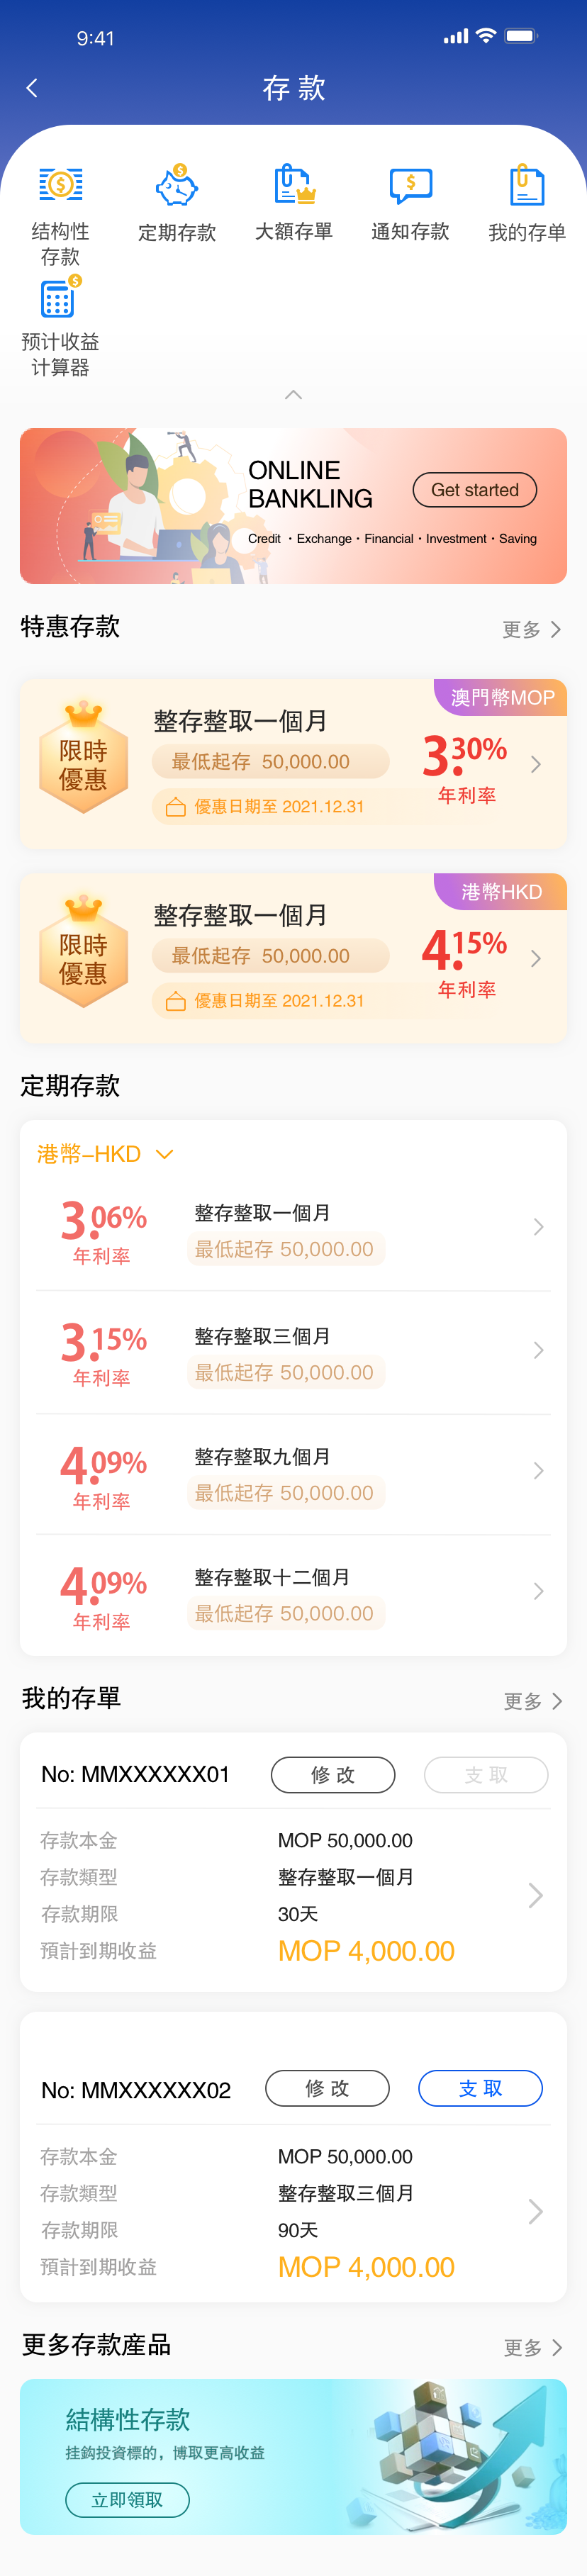 9:41
存 款
结构性
存款
定期存款
大額存單
通知存款
我的存单
预计收益
计算器
ONLINE
BANKLING
Get started
Credit ・Exchange・Financial・Investment・Saving
特惠存款
更多
澳門幣MOP
限時
優惠
整存整取一個月
最低起存 50,000.00
優惠日期至 2021.12.31
3.30%
年利率
港幣HKD
限時
優惠
整存整取一個月
最低起存 50,000.00
優惠日期至 2021.12.31
4.15%
年利率
定期存款
港幣–HKD
3.06%
年利率
整存整取一個月
最低起存 50,000.00
3.15%
年利率
整存整取三個月
最低起存 50,000.00
4.09%
年利率
整存整取九個月
最低起存 50,000.00
4.09%
年利率
整存整取十二個月
最低起存 50,000.00
我的存單
更多
No: MMXXXXXX01
修 改
支 取
存款本金
MOP 50,000.00
存款類型
整存整取一個月
存款期限
30天
預計到期收益
MOP 4,000.00
No: MMXXXXXX02
修 改
支 取
存款本金
MOP 50,000.00
存款類型
整存整取三個月
存款期限
90天
預計到期收益
MOP 4,000.00
更多存款産品
更多
結構性存款
挂鈎投資標的，博取更高收益
立即領取